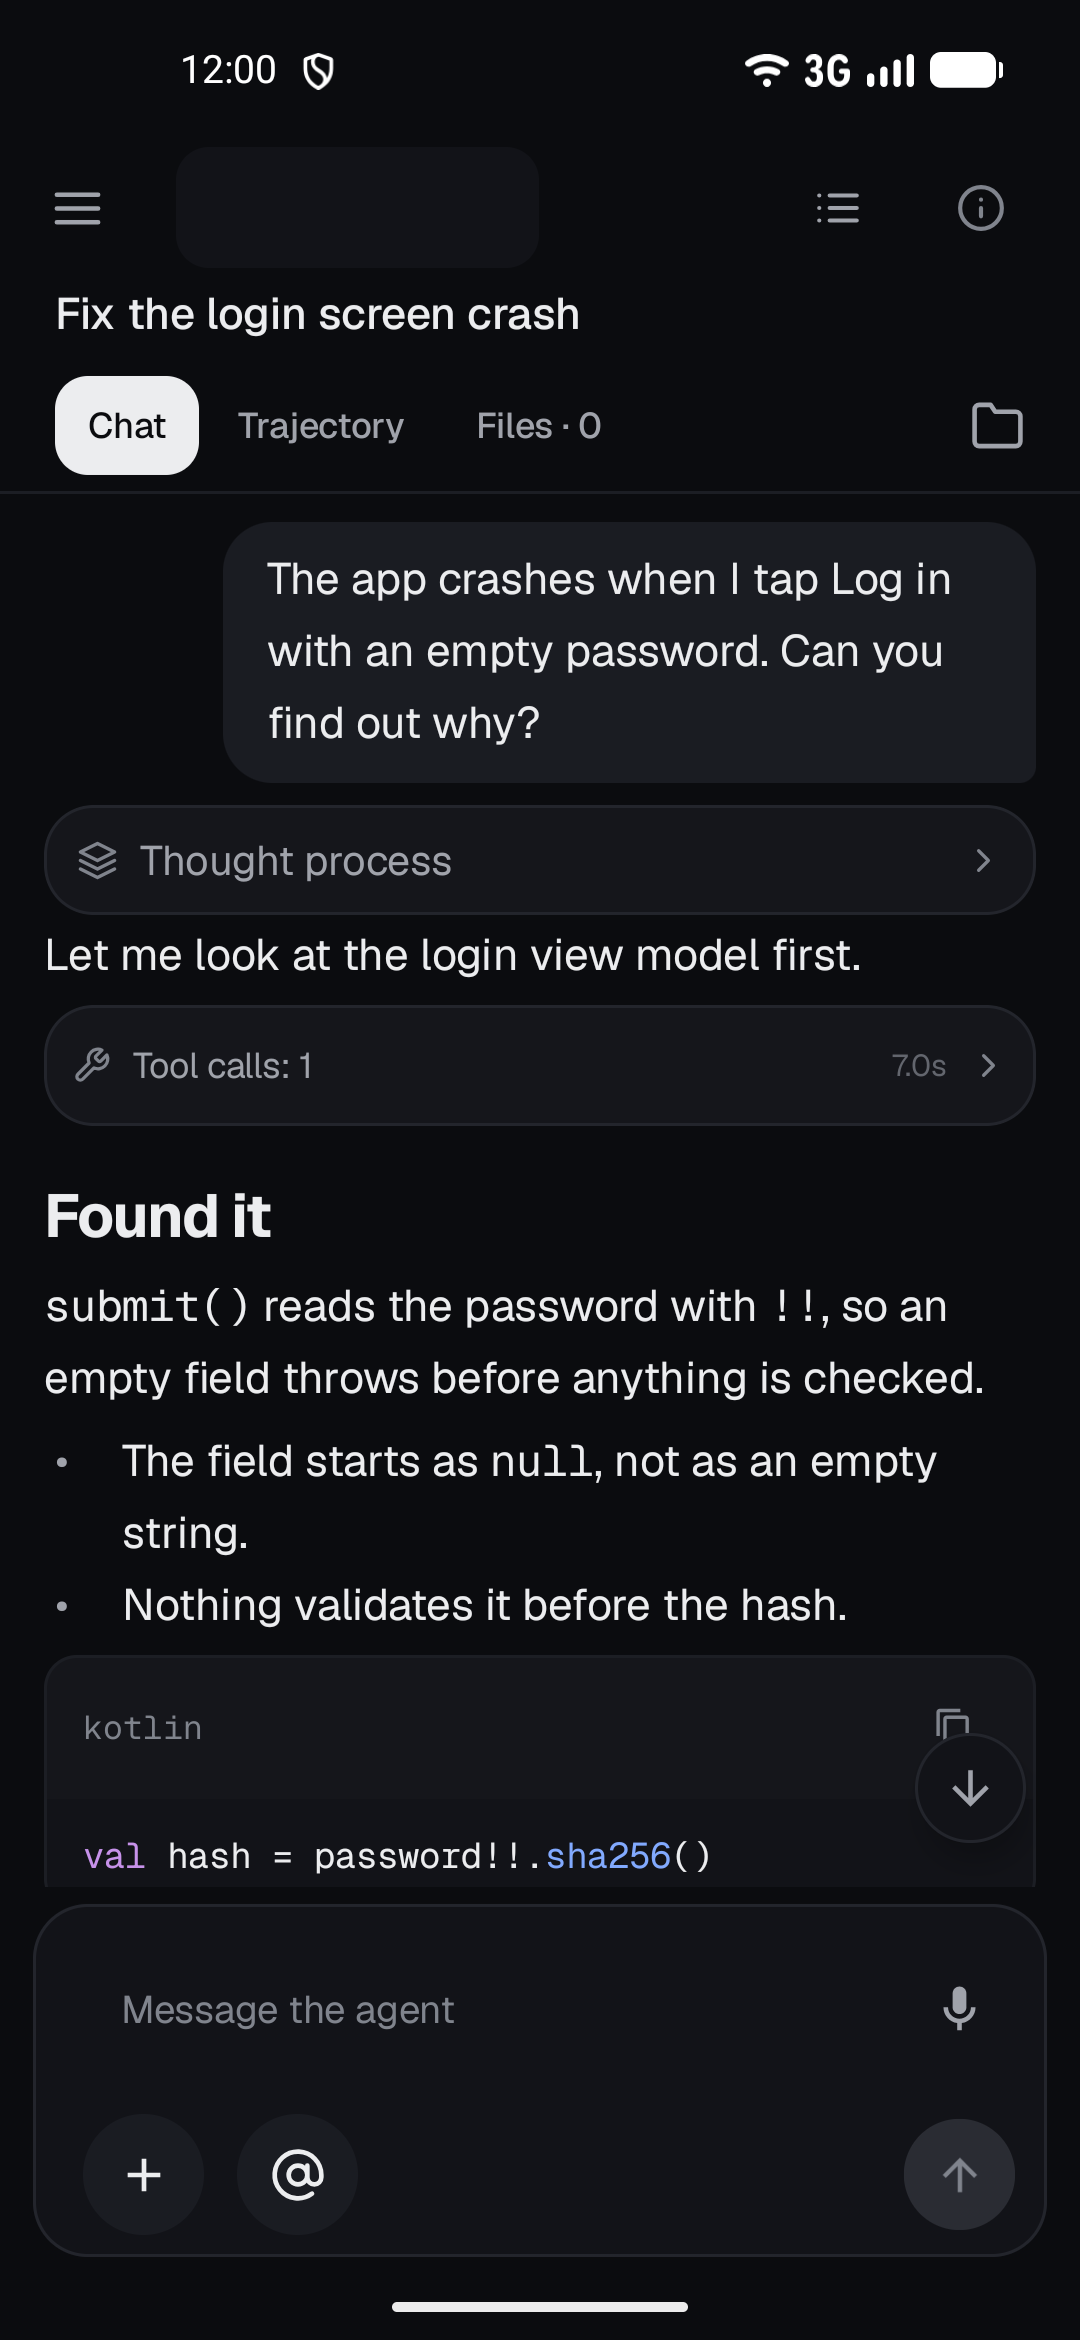 12:00
3G
Fix the login screen crash
Chat
Trajectory
Files · 0
The app crashes when I tap Log in
with an empty password. Can you
find out why?
Thought process
Let me look at the login view model first.
Tool calls: 1
7.0s
Found it
submit() reads the password with !!, so an
empty field throws before anything is checked.
• The field starts as null, not as an empty
string.
• Nothing validates it before the hash.
kotlin
val hash = password!!.sha256()
Message the agent